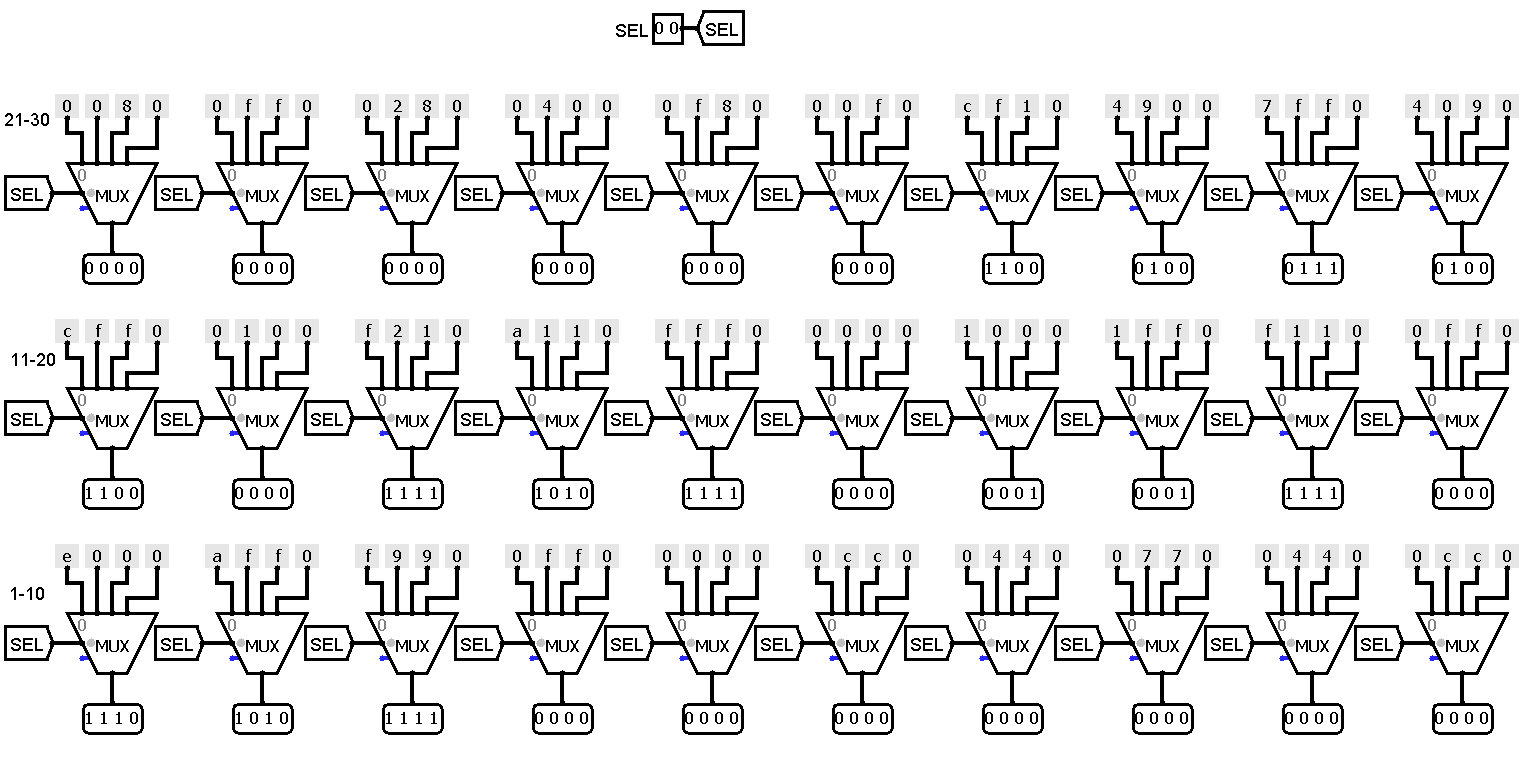 SEL 0 0 SEL
0 0 8 0 0 f f 0 0 2 8 0 0 4 0 0 0 f 8 0 0 0 f 0 c f 1 0 4 9 0 0 7 f f 0 4 0 9 0
21-30
0 0 0 0 0 0 0 0 0 0
SEL MUX SEL MUX SEL MUX SEL MUX SEL MUX SEL MUX SEL MUX SEL MUX SEL MUX SEL MUX
0 0 0 0 0 0 0 0 0 0 0 0 0 0 0 0 0 0 0 0 0 0 0 0 1 1 0 0 0 1 0 0 0 1 1 1 0 1 0 0
c f f 0 0 1 0 0 f 2 1 0 a 1 1 0 f f f 0 0 0 0 0 1 0 0 0 1 f f 0 f 1 1 0 0 f f 0
11-20
0 0 0 0 0 0 0 0 0 0
SEL MUX SEL MUX SEL MUX SEL MUX SEL MUX SEL MUX SEL MUX SEL MUX SEL MUX SEL MUX
1 1 0 0 0 0 0 0 1 1 1 1 1 0 1 0 1 1 1 1 0 0 0 0 0 0 0 1 0 0 0 1 1 1 1 1 0 0 0 0
e 0 0 0 a f f 0 f 9 9 0 0 f f 0 0 0 0 0 0 c c 0 0 4 4 0 0 7 7 0 0 4 4 0 0 c c 0
1-10
0 0 0 0 0 0 0 0 0 0
SEL MUX SEL MUX SEL MUX SEL MUX SEL MUX SEL MUX SEL MUX SEL MUX SEL MUX SEL MUX
1 1 1 0 1 0 1 0 1 1 1 1 0 0 0 0 0 0 0 0 0 0 0 0 0 0 0 0 0 0 0 0 0 0 0 0 0 0 0 0